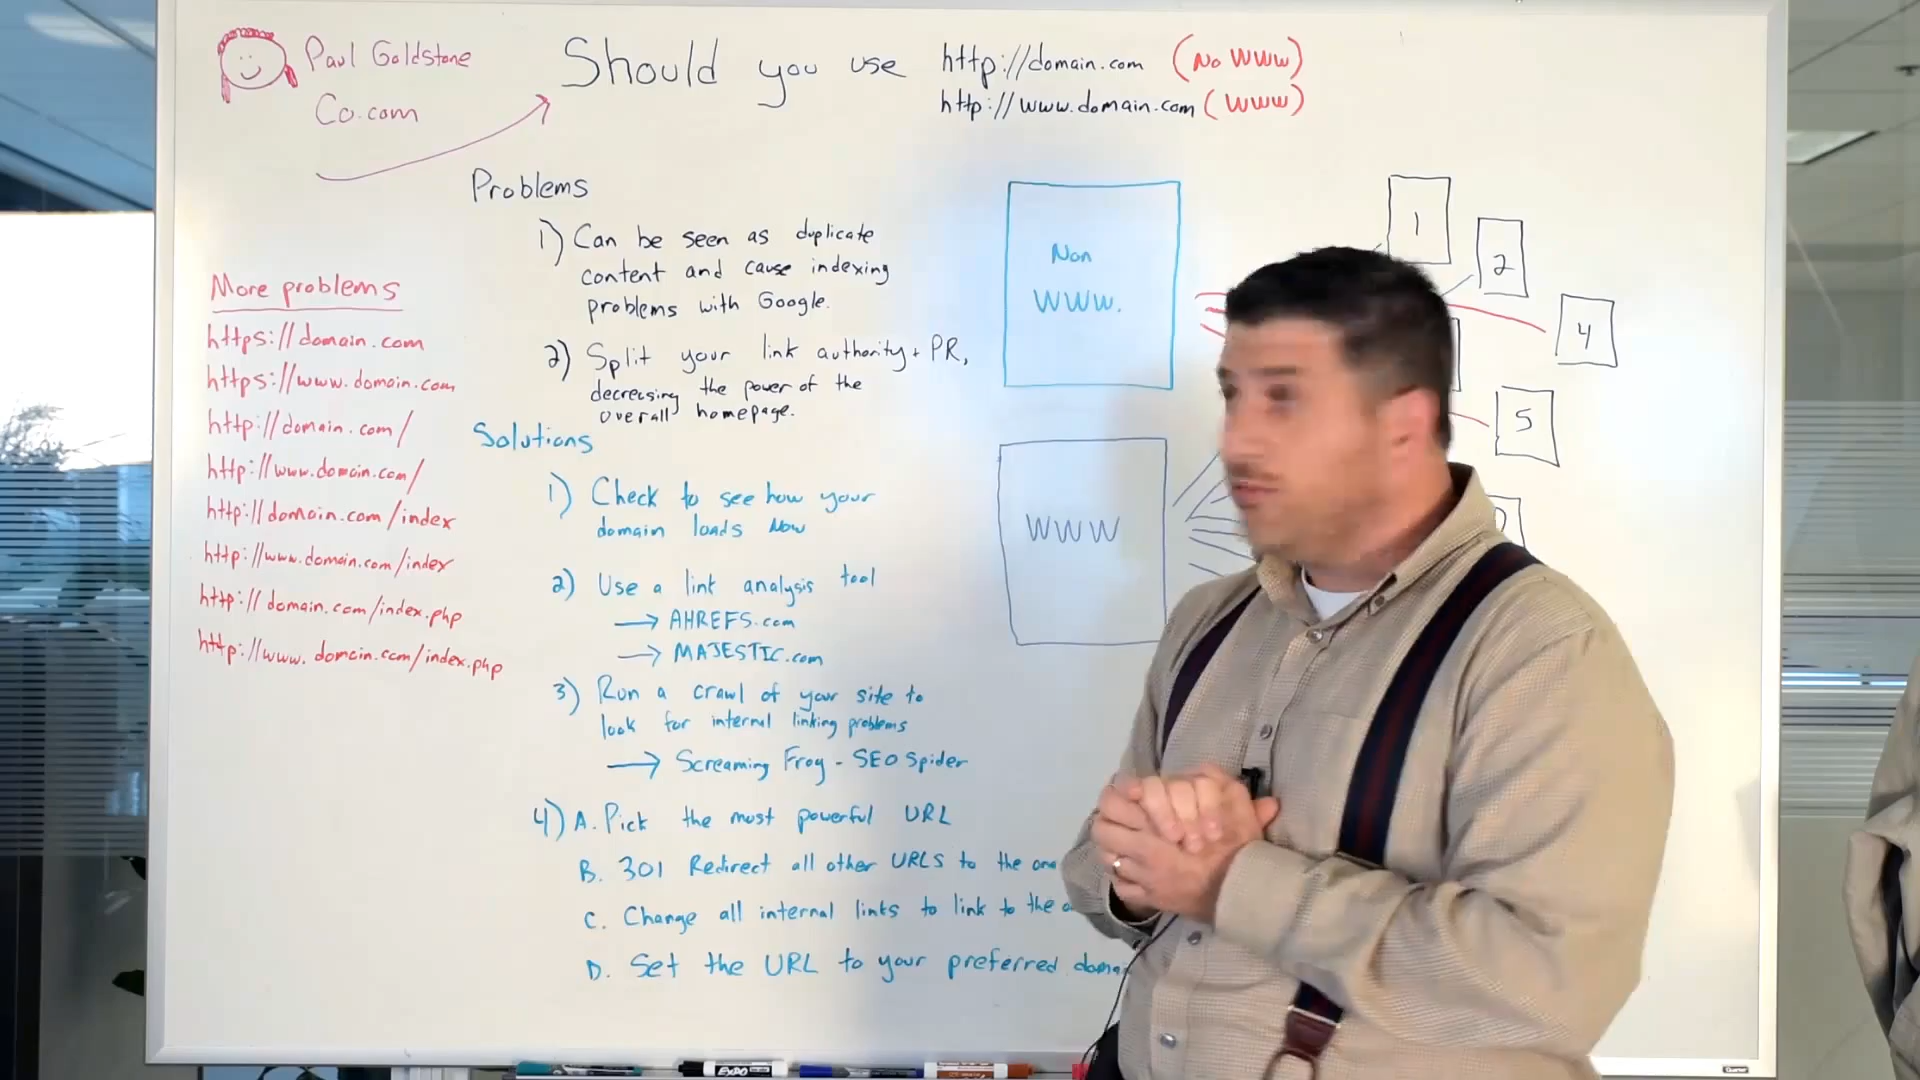 Paul Goldstone
Co.com
Should you use
http://domain.com (No WWW)
http://www.domain.com (WWW)
Problems
1) Can be seen as duplicate
content and cause indexing
problems with Google.
2) Split your link authority + PR,
decreasing the power of the
overall homepage.
Solutions
1) Check to see how your
domain loads Now
2) Use a link analysis tool
→ AHREFS.com
→ MAJESTIC.com
3) Run a crawl of your site to
look for internal linking problems
→ Screaming Frog - SEO Spider
4) A. Pick the most powerful URL
B. 301 Redirect all other URLS to the one
C. Change all internal links to link to the
D. Set the URL to your preferred
More problems
https://domain.com
https://www.domain.com
http://domain.com/
http://www.domain.com/
http://domain.com/index
http://www.domain.com/index
http://domain.com/index.php
http://www.domain.com/index.php
Non
WWW.
WWW
1
2
4
5
EXPO
Quartet